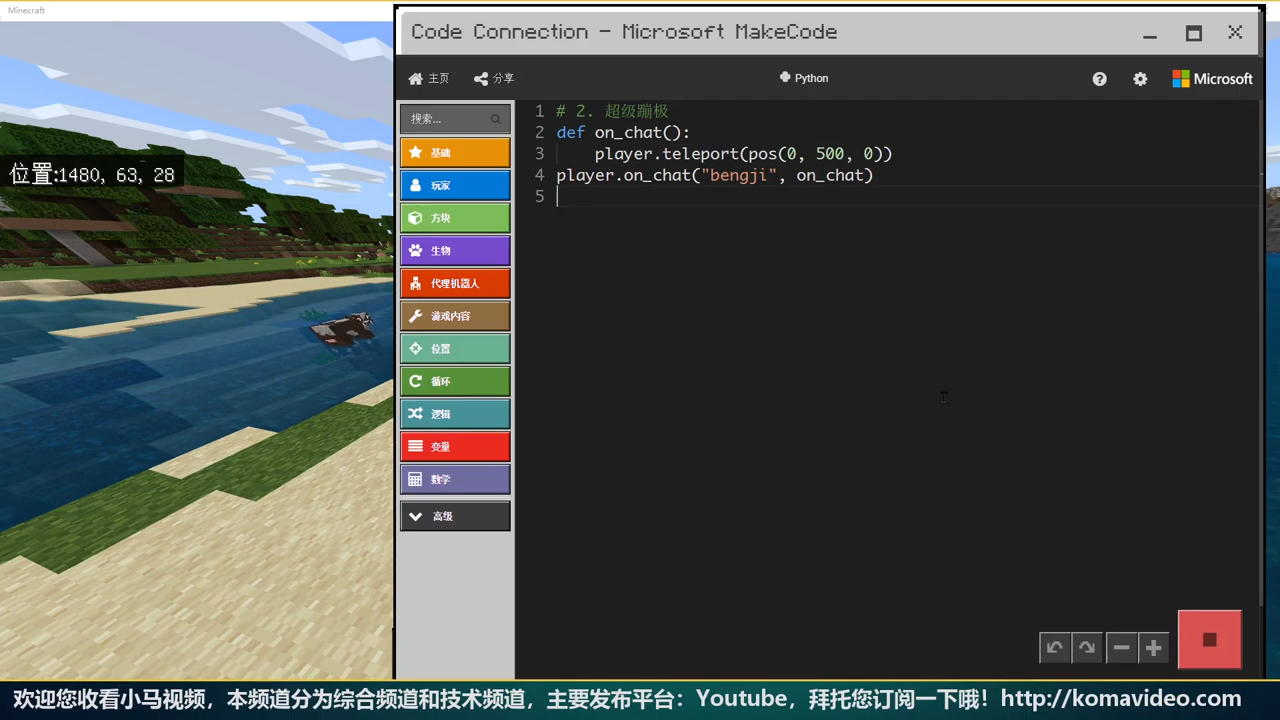 Minecraft
Code Connection - Microsoft MakeCode
主页
分享
Python
Microsoft
位置:1480, 63, 28
搜索...
基础
玩家
方块
生物
代理机器人
游戏内容
位置
循环
逻辑
变量
数学
高级
1 # 2. 超级蹦极
2 def on_chat():
3 player.teleport(pos(0, 500, 0))
4 player.on_chat("bengji", on_chat)
5
欢迎您收看小马视频，本频道分为综合频道和技术频道，主要发布平台：Youtube，拜托您订阅一下哦！http://komavideo.com